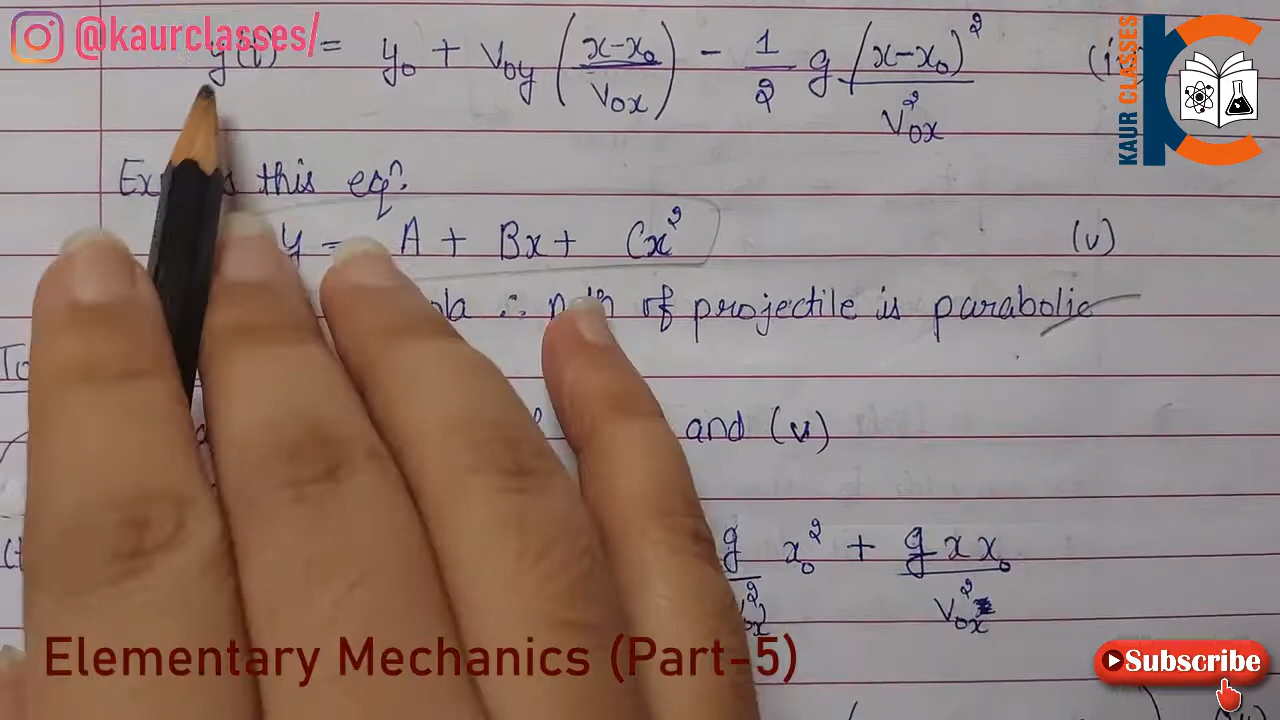 @kaurclasses/
y(t) = y₀ + v₀y (x-x₀ / v₀x) - 1/2 g (x-x₀)² / v₀x²
KAUR CLASSES
this eqⁿ.
y = A + Bx + Cx² (v)
∴ path of projectile is parabolic
and (v)
g x₀² + g x x₀ / v₀x²
Elementary Mechanics (Part-5)
Subscribe